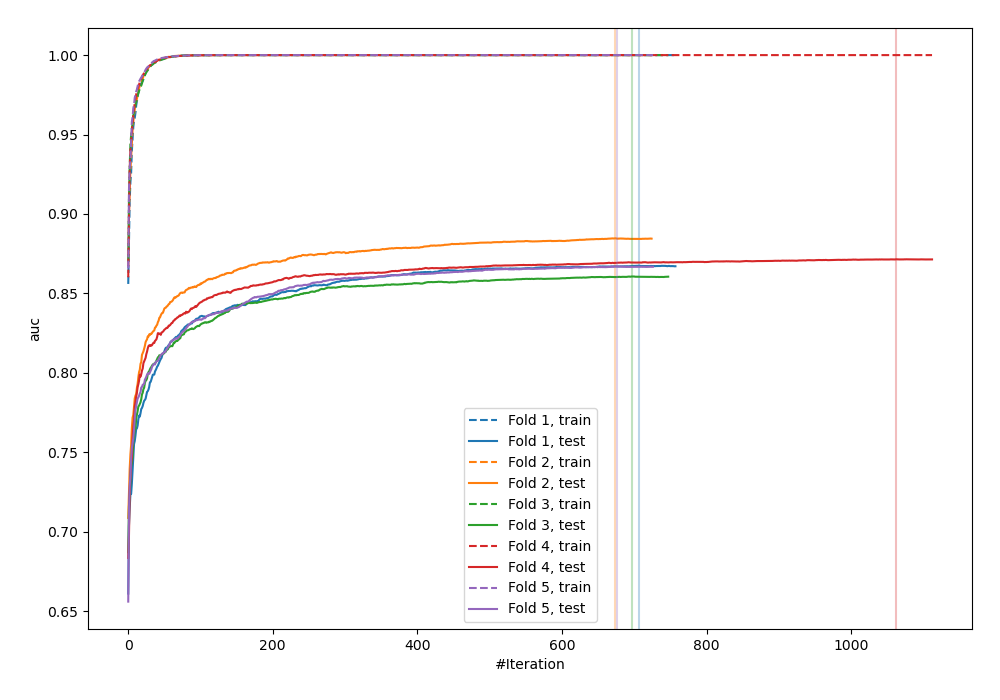 1.00
0.95
0.90
0.85
0.80
0.75
0.70
0.65
auc
Fold 1, train
Fold 1, test
Fold 2, train
Fold 2, test
Fold 3, train
Fold 3, test
Fold 4, train
Fold 4, test
Fold 5, train
Fold 5, test
0 200 400 600 800 1000
#Iteration